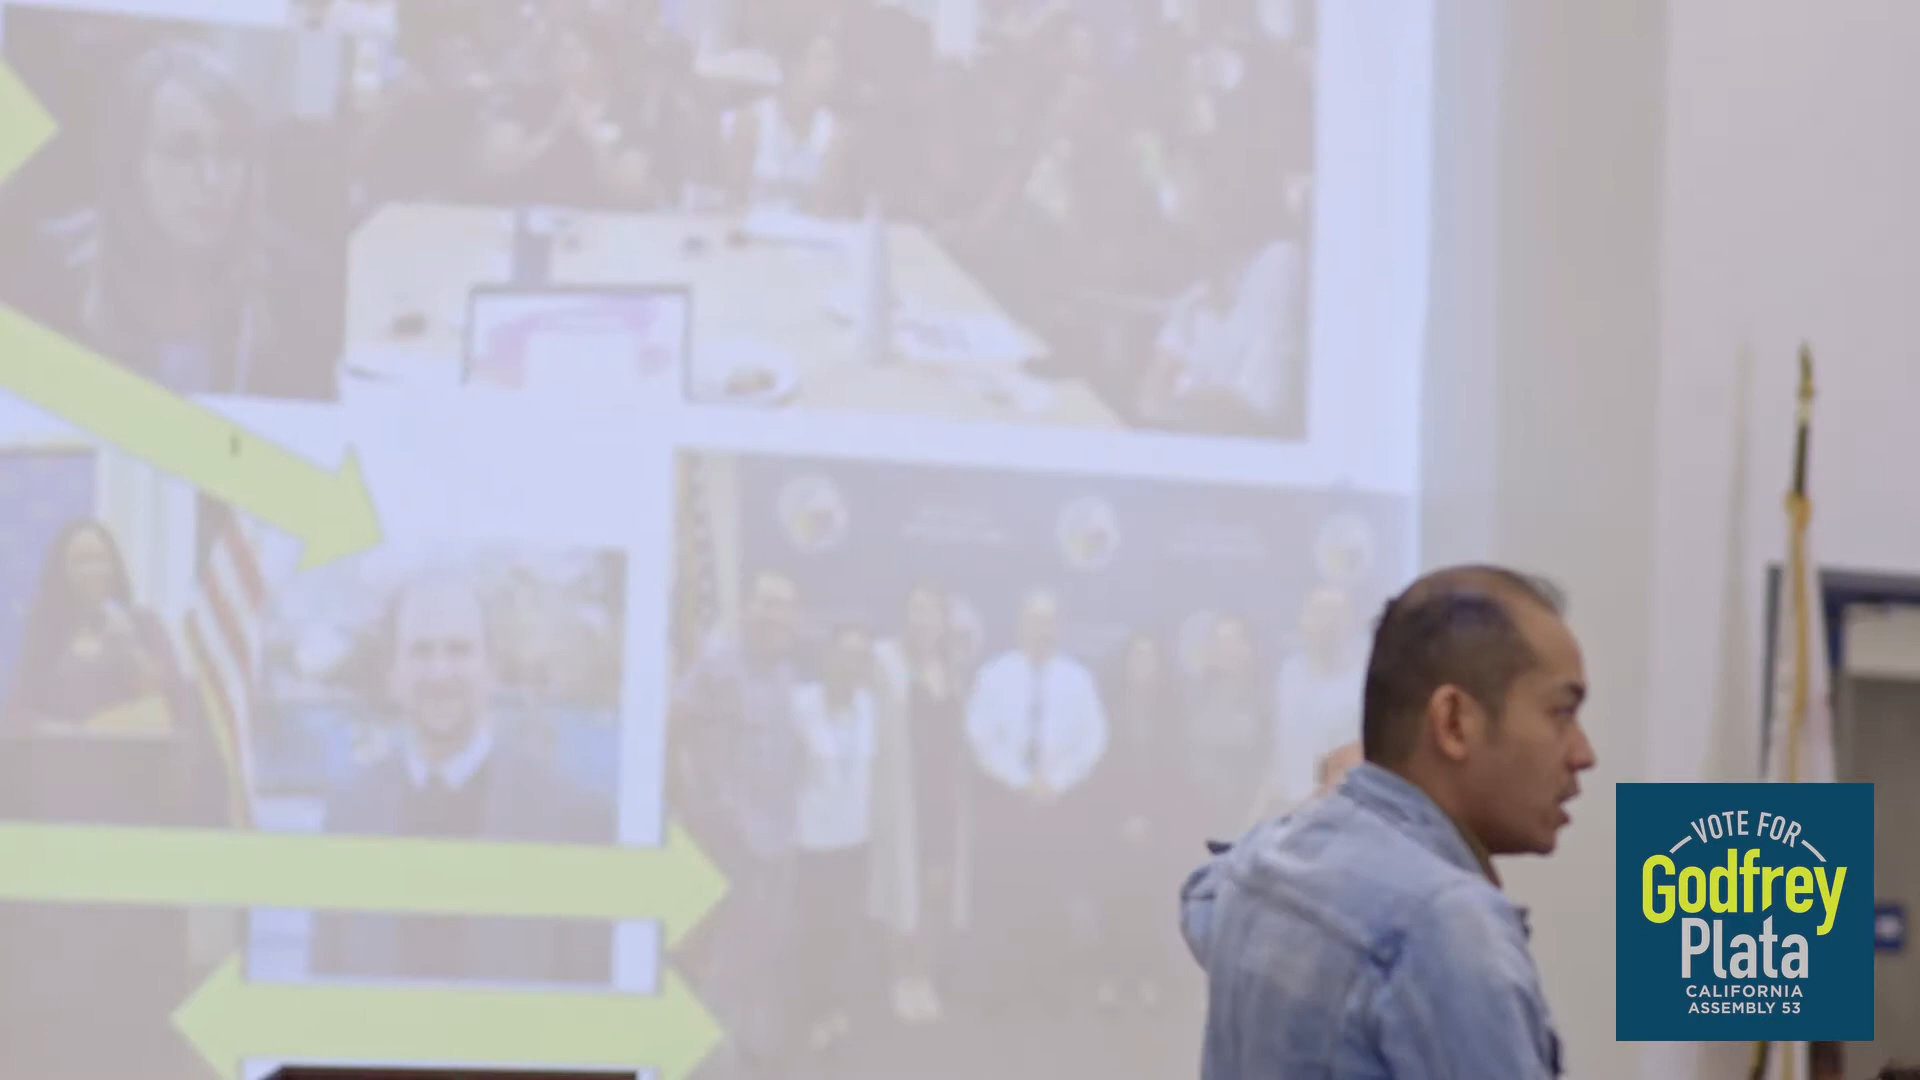 VOTE FOR
Godfrey
Plata
CALIFORNIA
ASSEMBLY 53